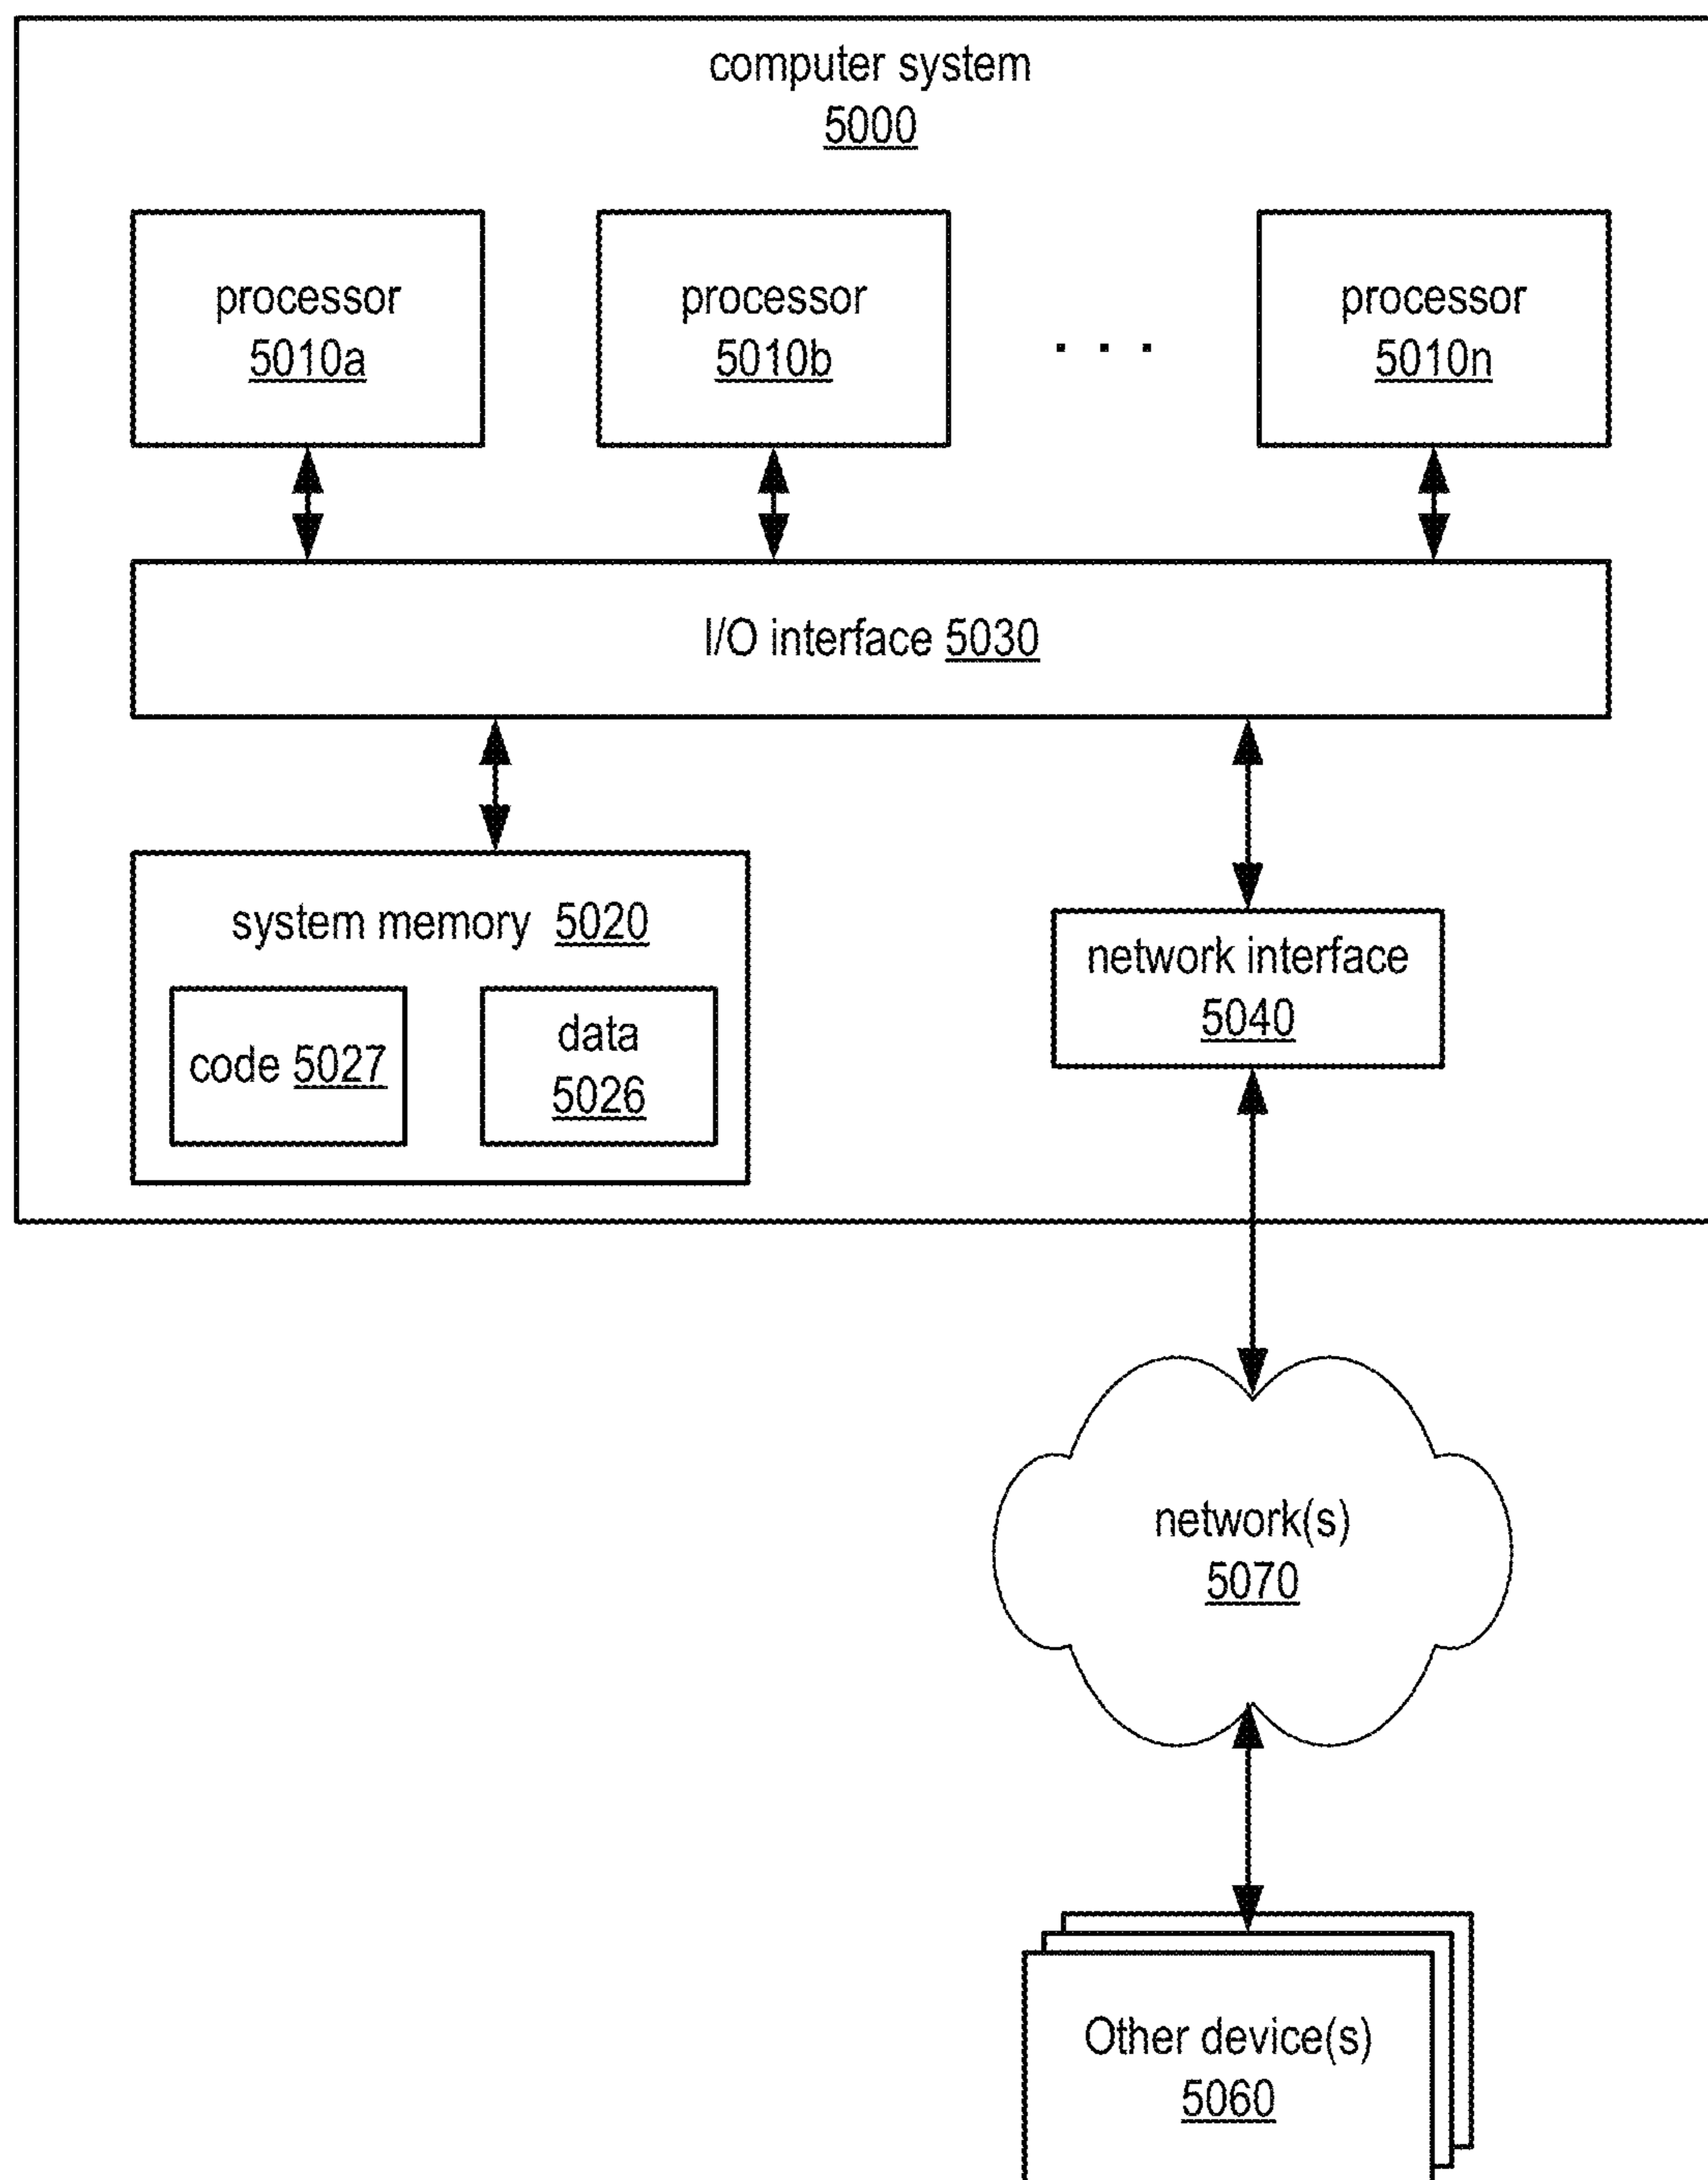 computer system
5000
processor
5010a
processor
5010b
. . .
processor
5010n
I/O interface 5030
system memory 5020
code 5027
data
5026
network interface
5040
network(s)
5070
Other device(s)
5060